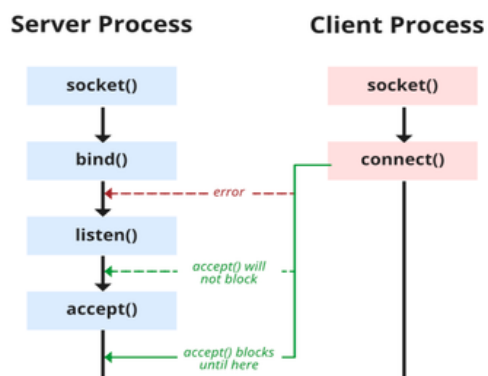 Server Process
Client Process
socket()
socket()
bind()
connect()
error
listen()
accept() will
not block
accept()
accept() blocks
until here